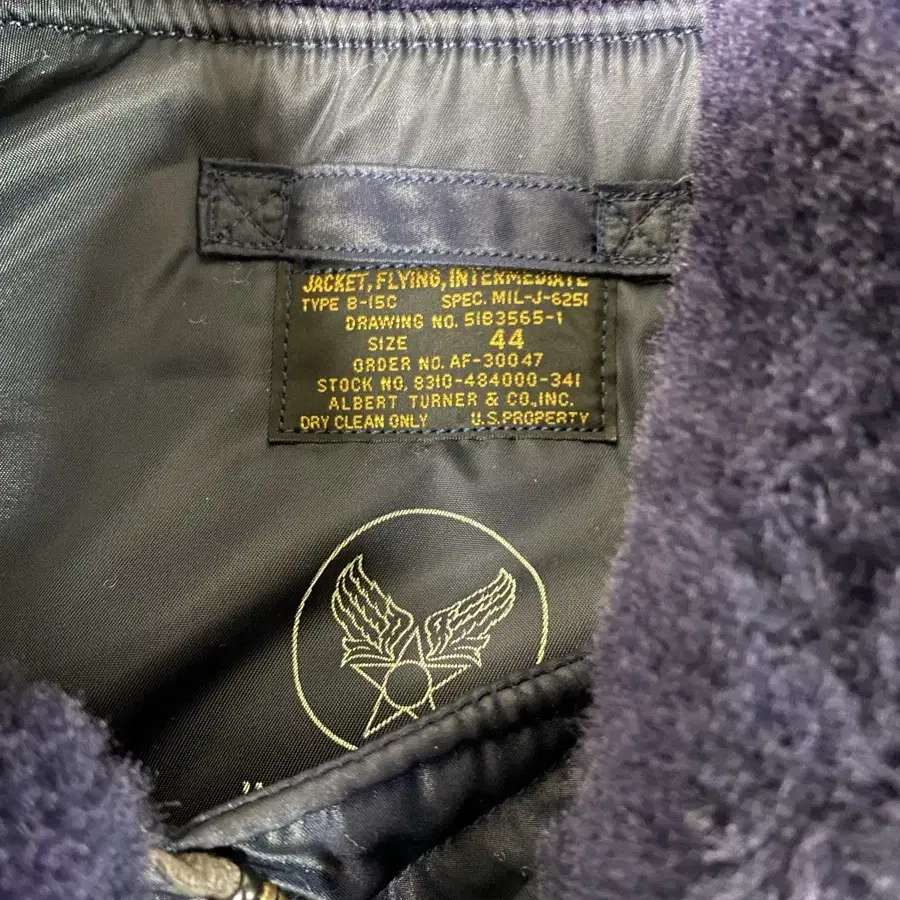 JACKET, FLYING, INTERMEDIATE
TYPE B-15C SPEC. MIL-J-6251
DRAWING NO. 5183565-1
SIZE 44
ORDER NO. AF-30047
STOCK NO. 8310-484000-341
ALBERT TURNER & CO., INC.
DRY CLEAN ONLY U.S. PROPERTY